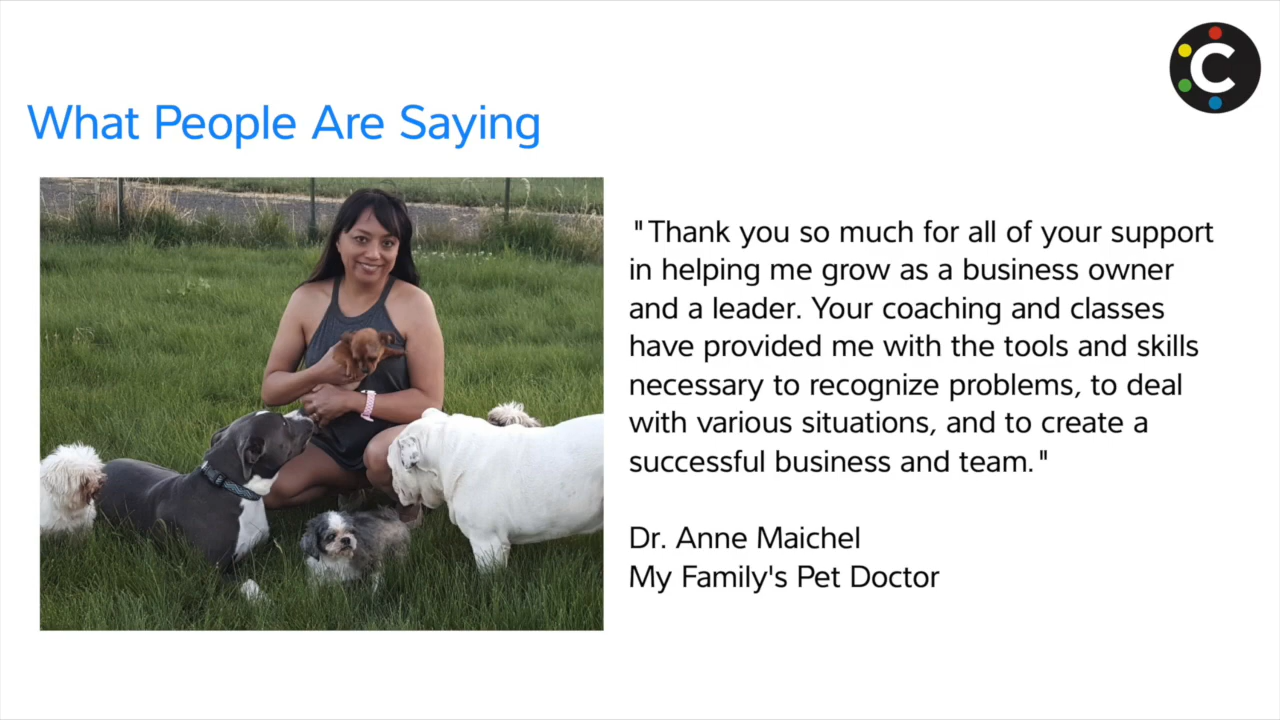 C
What People Are Saying
"Thank you so much for all of your support
in helping me grow as a business owner
and a leader. Your coaching and classes
have provided me with the tools and skills
necessary to recognize problems, to deal
with various situations, and to create a
successful business and team."
Dr. Anne Maichel
My Family's Pet Doctor